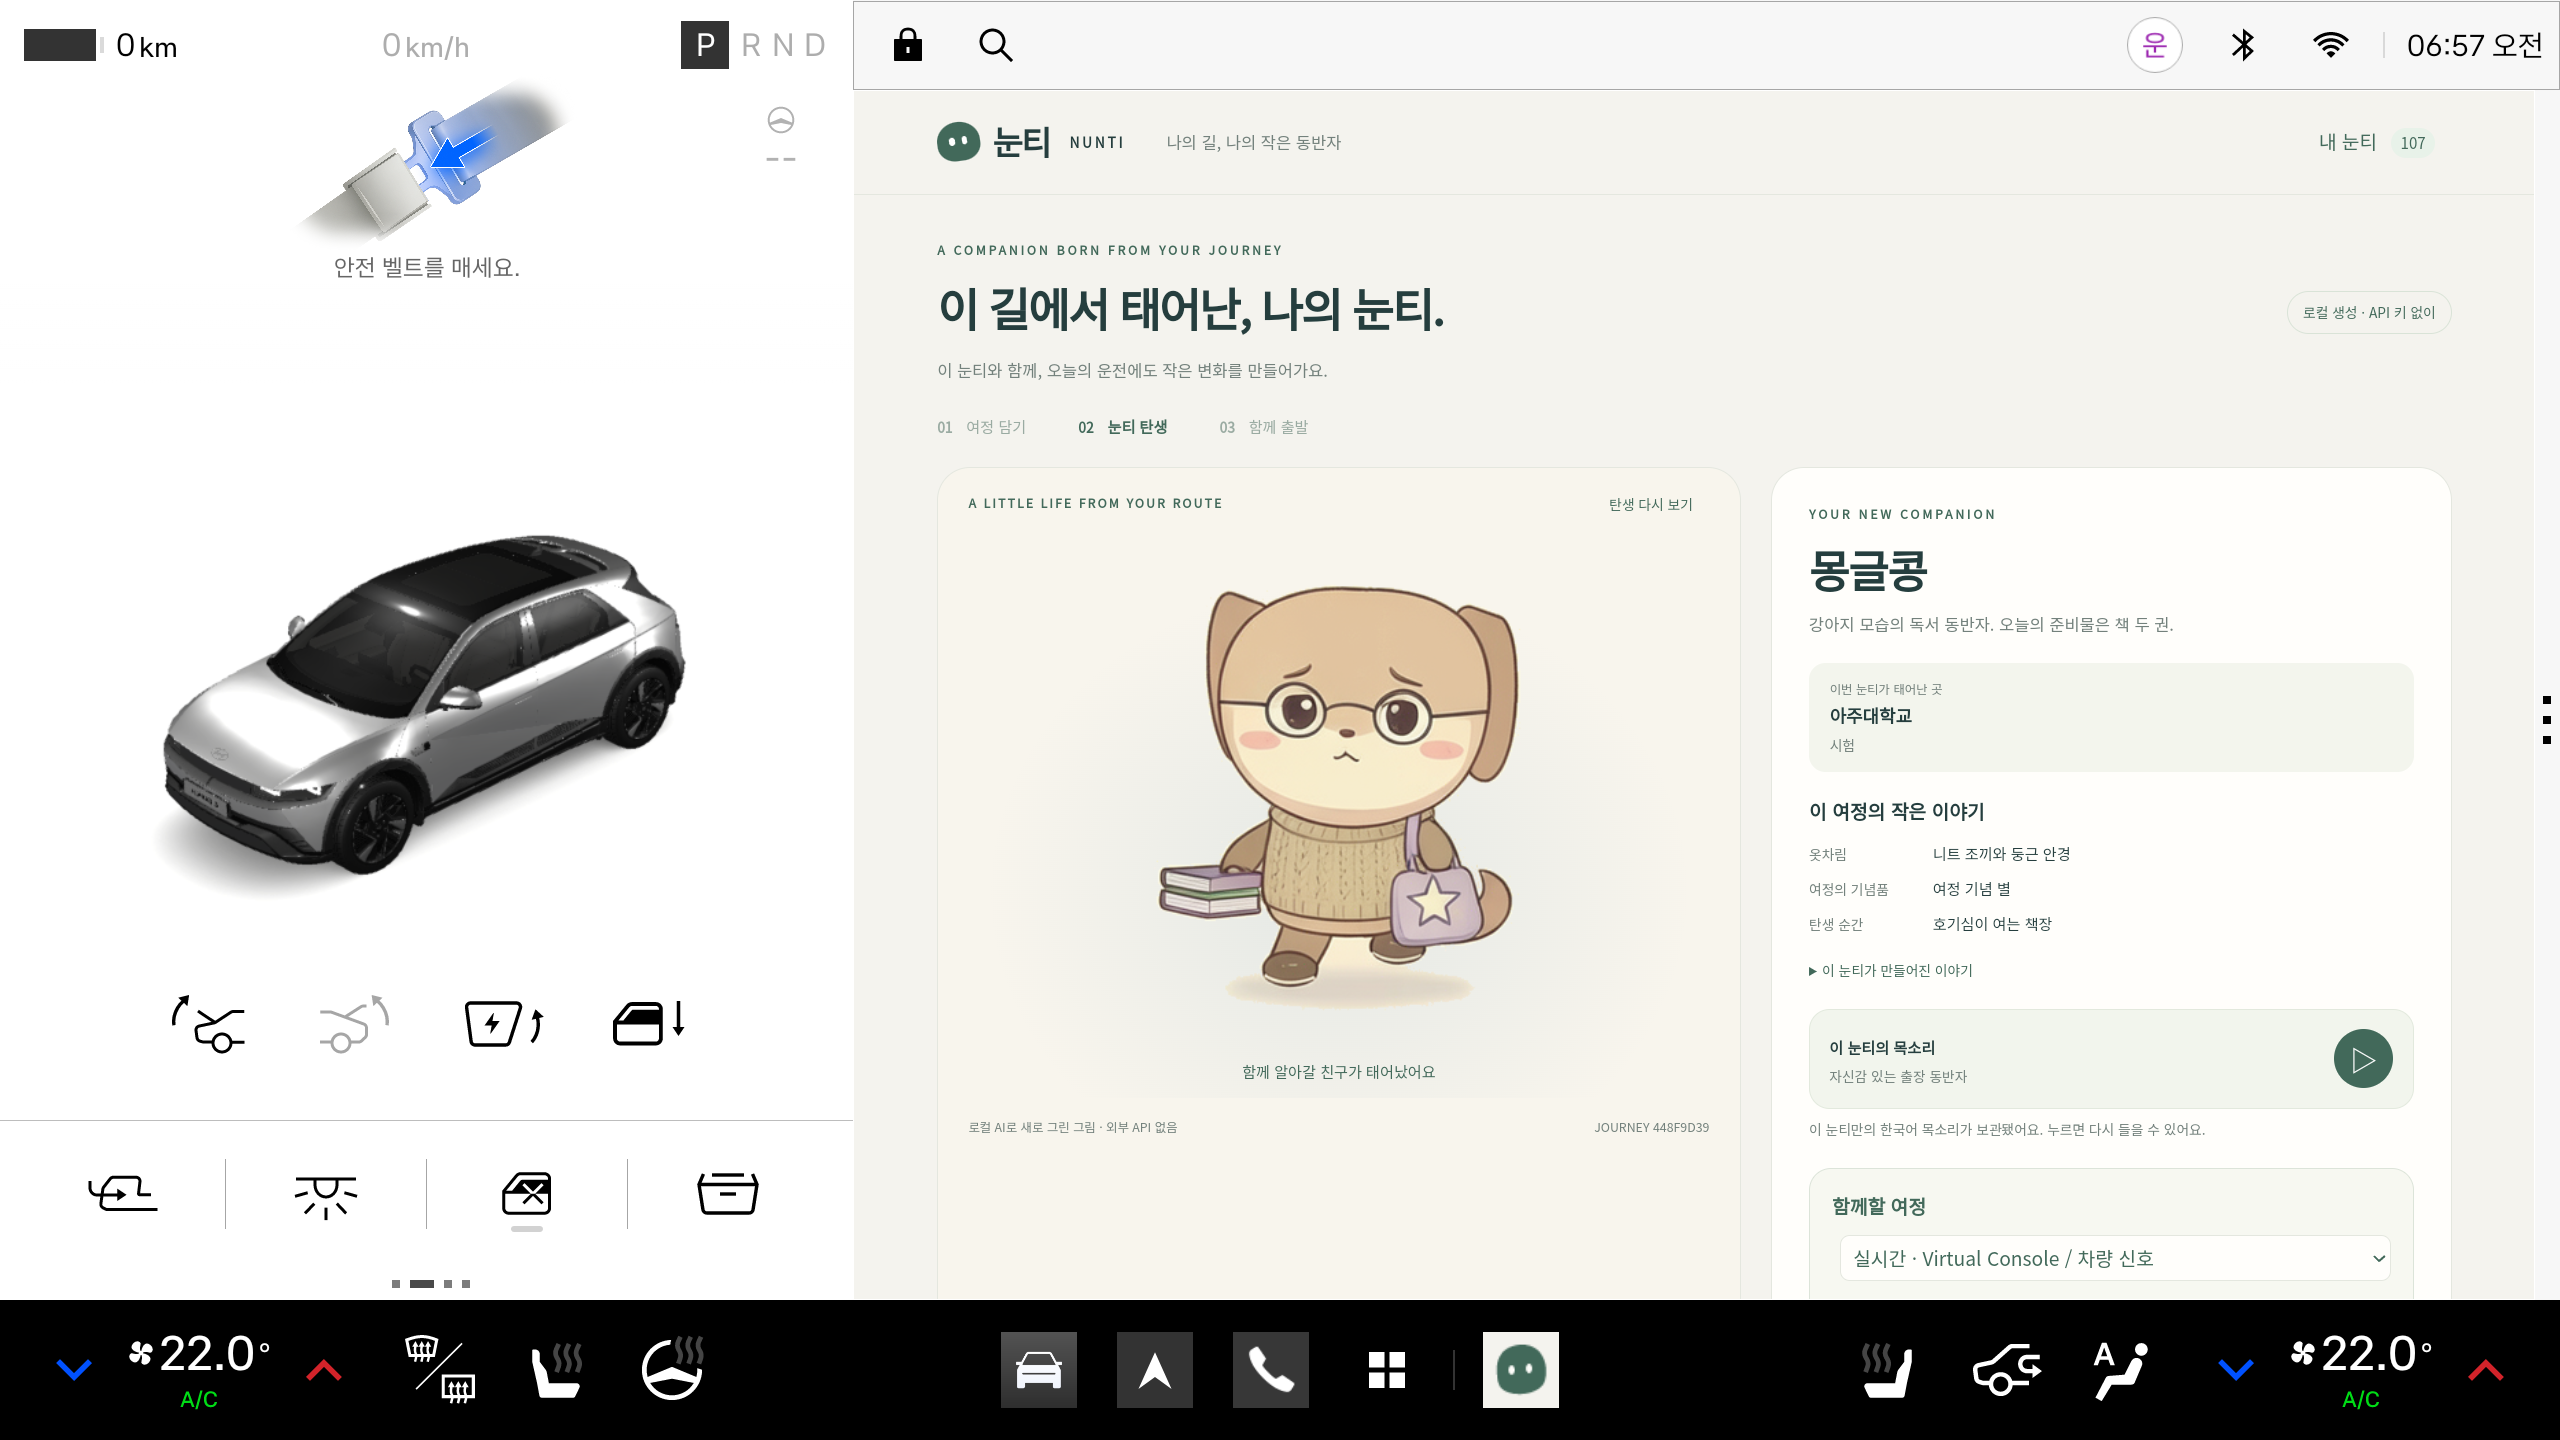 0 km
0 km/h
P R N D
06:57 오전
운
안전 벨트를 매세요.
눈티 NUNTI 나의 길, 나의 작은 동반자
내 눈티 107
A COMPANION BORN FROM YOUR JOURNEY
이 길에서 태어난, 나의 눈티.
로컬 생성 · API 키 없이
이 눈티와 함께, 오늘의 운전에도 작은 변화를 만들어가요.
01 여정 담기 02 눈티 탄생 03 함께 출발
A LITTLE LIFE FROM YOUR ROUTE
탄생 다시 보기
함께 알아갈 친구가 태어났어요
로컬 AI로 새로 그린 그림 · 외부 API 없음
JOURNEY 448F9D39
YOUR NEW COMPANION
몽글콩
강아지 모습의 독서 동반자. 오늘의 준비물은 책 두 권.
이번 눈티가 태어난 곳
아주대학교
시험
이 여정의 작은 이야기
옷차림 니트 조끼와 둥근 안경
여정의 기념품 여정 기념 별
탄생 순간 호기심이 여는 책장
이 눈티가 만들어진 이야기
이 눈티의 목소리
자신감 있는 출장 동반자
이 눈티만의 한국어 목소리가 보관됐어요. 누르면 다시 들을 수 있어요.
함께할 여정
실시간 · Virtual Console / 차량 신호
22.0°
A/C
A
22.0°
A/C